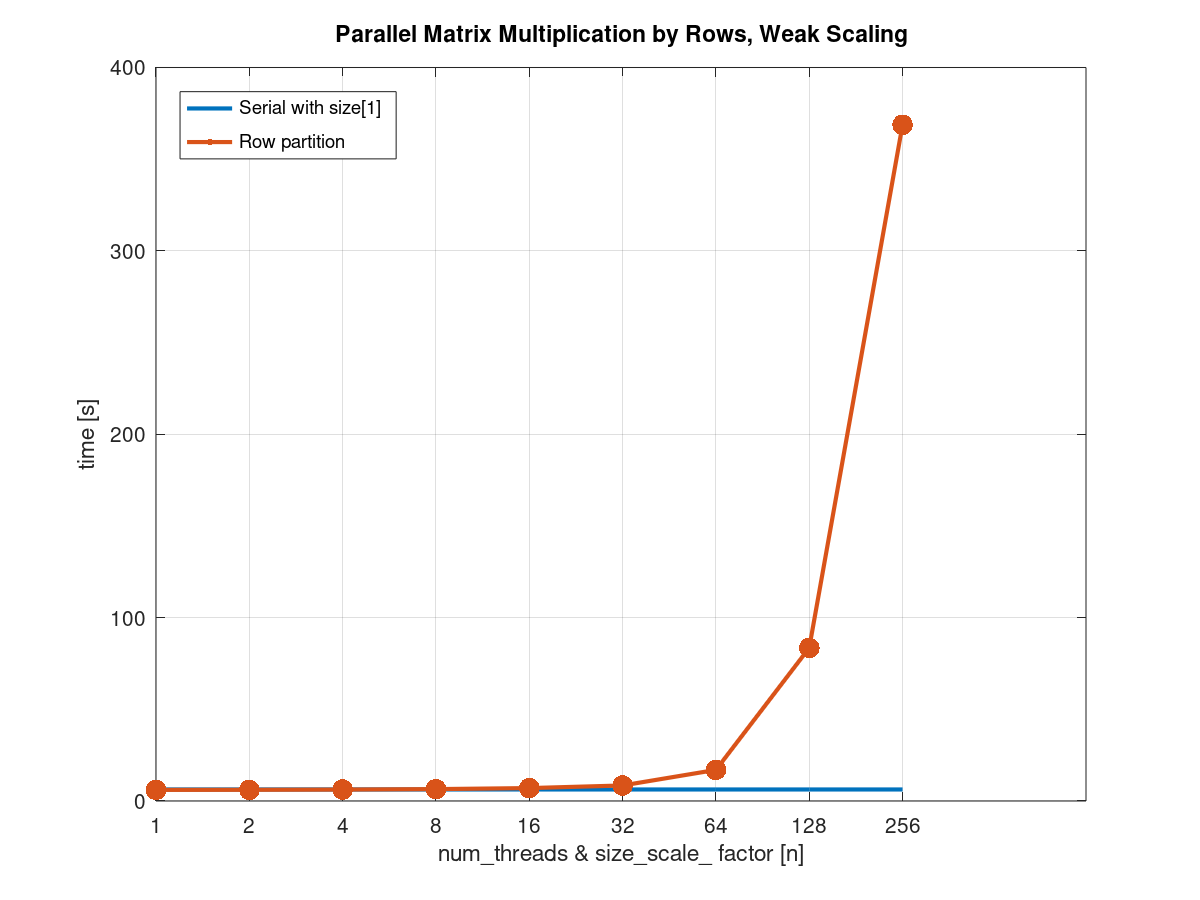 Parallel Matrix Multiplication by Rows, Weak Scaling
400
300
200
100
0
time [s]
Serial with size[1]
Row partition
1 2 4 8 16 32 64 128 256
num_threads & size_scale_ factor [n]